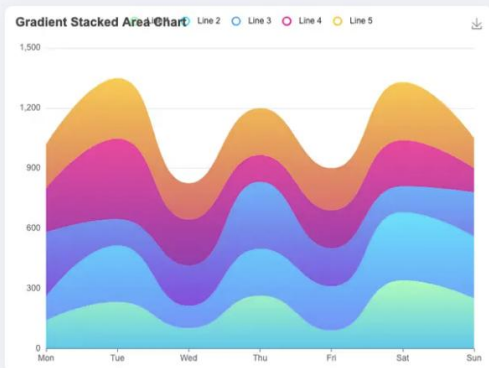 Gradient Stacked Area Chart
Line 2
Line 3
Line 4
Line 5
1,500
1,200
900
600
300
0
Mon
Tue
Wed
Thu
Fri
Sat
Sun